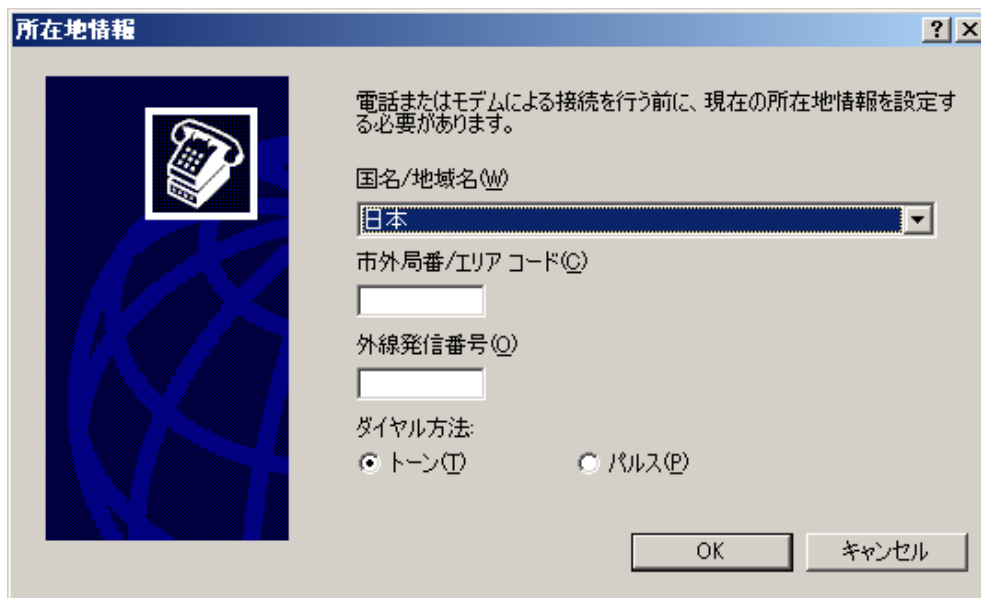 所在地情報
電話またはモデムによる接続を行う前に、現在の所在地情報を設定す
る必要があります。
国名/地域名(W)
日本
市外局番/エリア コード(C)
外線発信番号(O)
ダイヤル方法:
トーン(T) パルス(P)
OK キャンセル